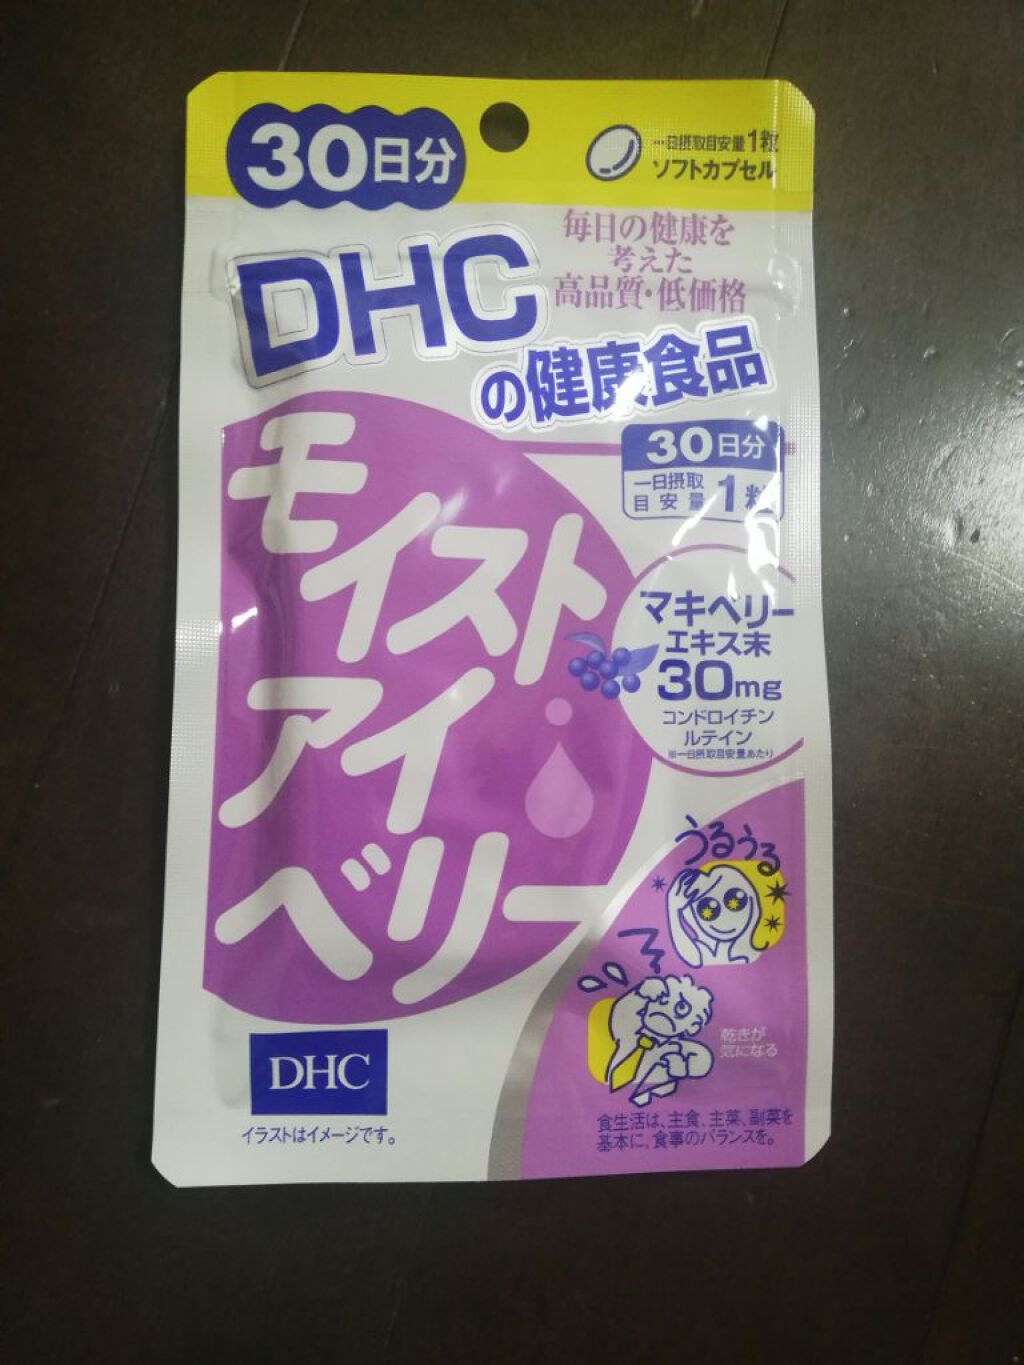 30日分
一日摂取目安量1粒
ソフトカプセル
毎日の健康を
考えた
高品質・低価格
DHC
の健康食品
30日分
一日摂取
目安量 1粒
モイスト
アイ
ベリー
マキベリー
エキス末
30mg
コンドロイチン
ルテイン
※一日摂取目安量あたり
うるうる
乾きが
気になる
DHC
イラストはイメージです。
食生活は、主食、主菜、副菜を
基本に、食事のバランスを。